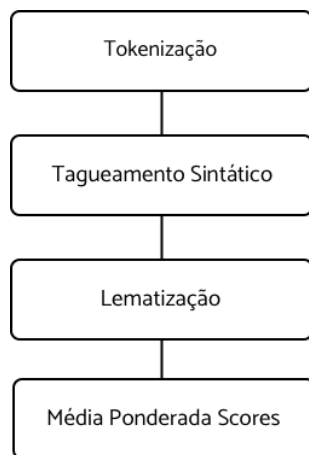 Tokenização
Tagueamento Sintático
Lematização
Média Ponderada Scores